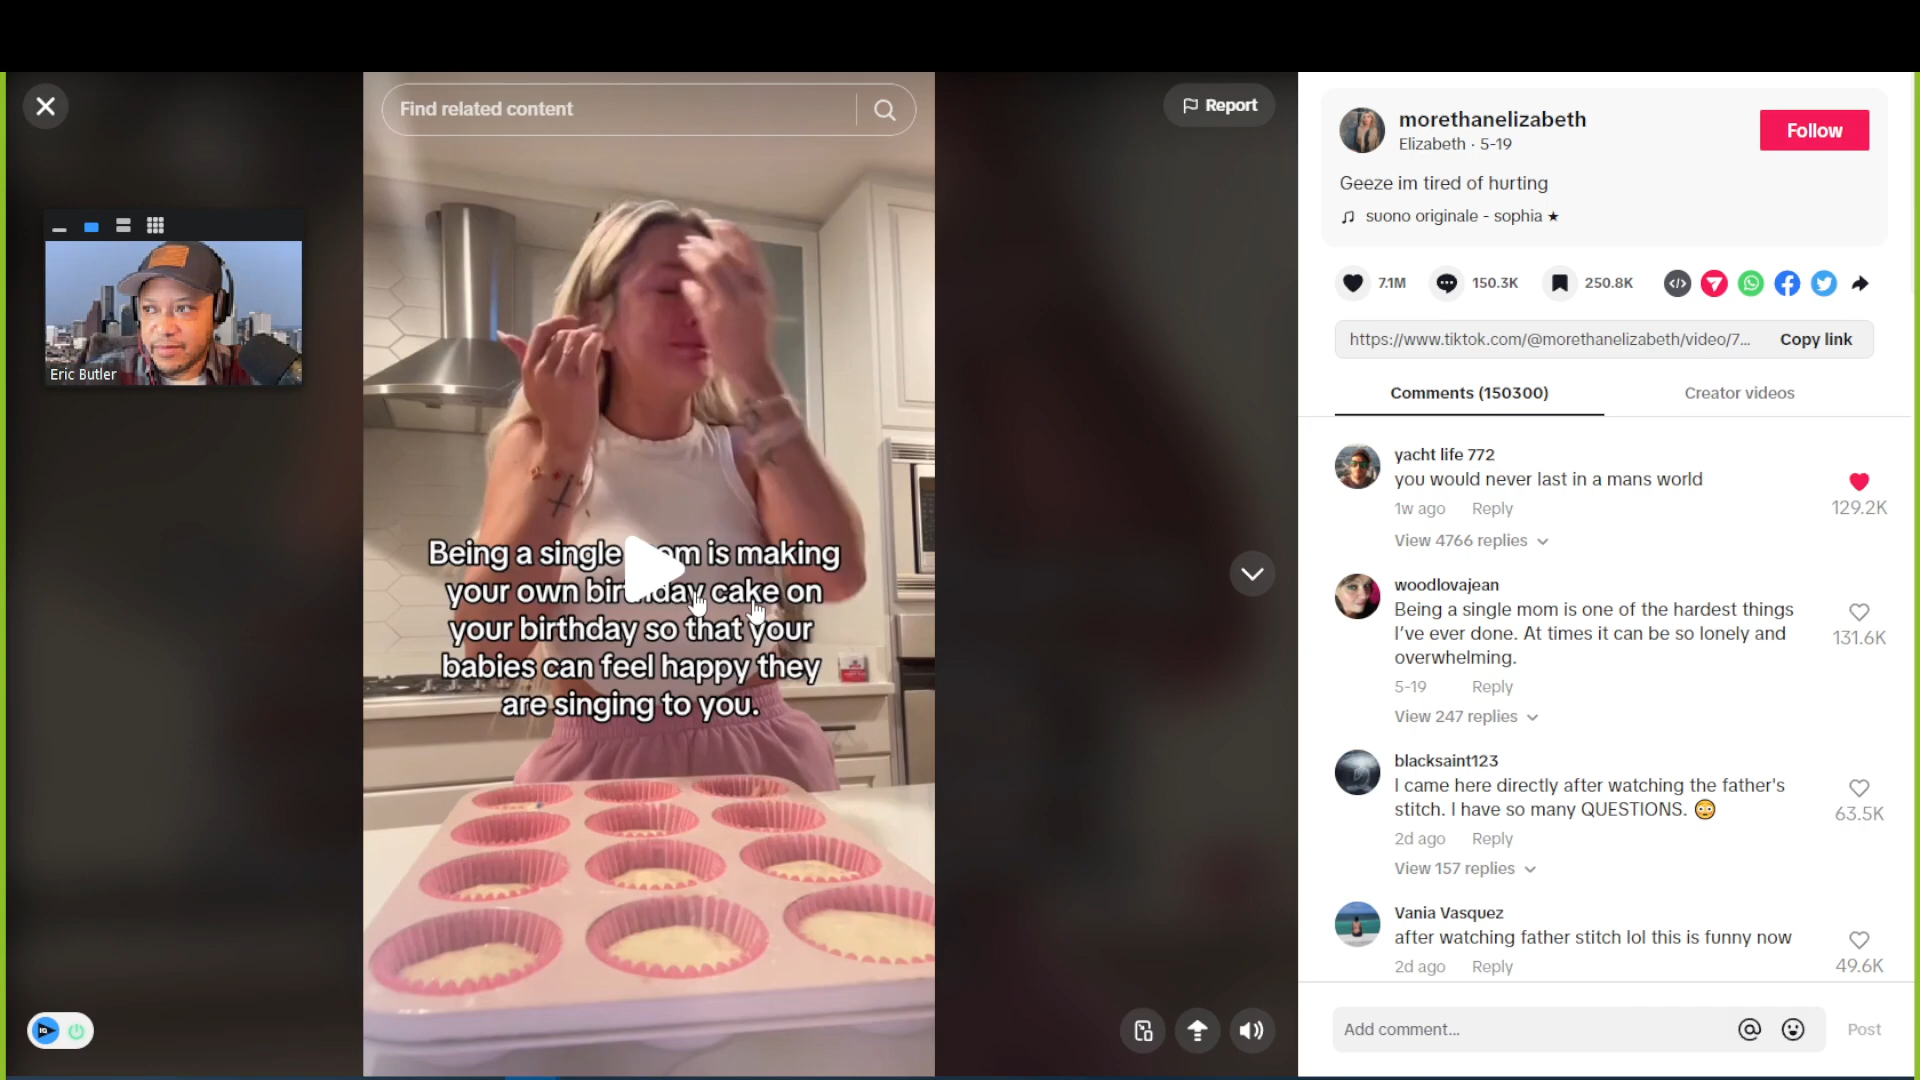 Find related content
Report
Eric Butler
Being a single mom is making
your own birthday cake on
your birthday so that your
babies can feel happy they
are singing to you.
morethanelizabeth
Elizabeth · 5-19
Follow
Geeze im tired of hurting
suono originale - sophia ★
7.1M
150.3K
250.8K
https://www.tiktok.com/@morethanelizabeth/video/7...
Copy link
Comments (150300)
Creator videos
yacht life 772
you would never last in a mans world
129.2K
1w ago Reply
View 4766 replies
woodlovajean
Being a single mom is one of the hardest things
I've ever done. At times it can be so lonely and
overwhelming.
131.6K
5-19 Reply
View 247 replies
blacksaint123
I came here directly after watching the father's
stitch. I have so many QUESTIONS. 😳
63.5K
2d ago Reply
View 157 replies
Vania Vasquez
after watching father stitch lol this is funny now
49.6K
2d ago Reply
Add comment...
Post